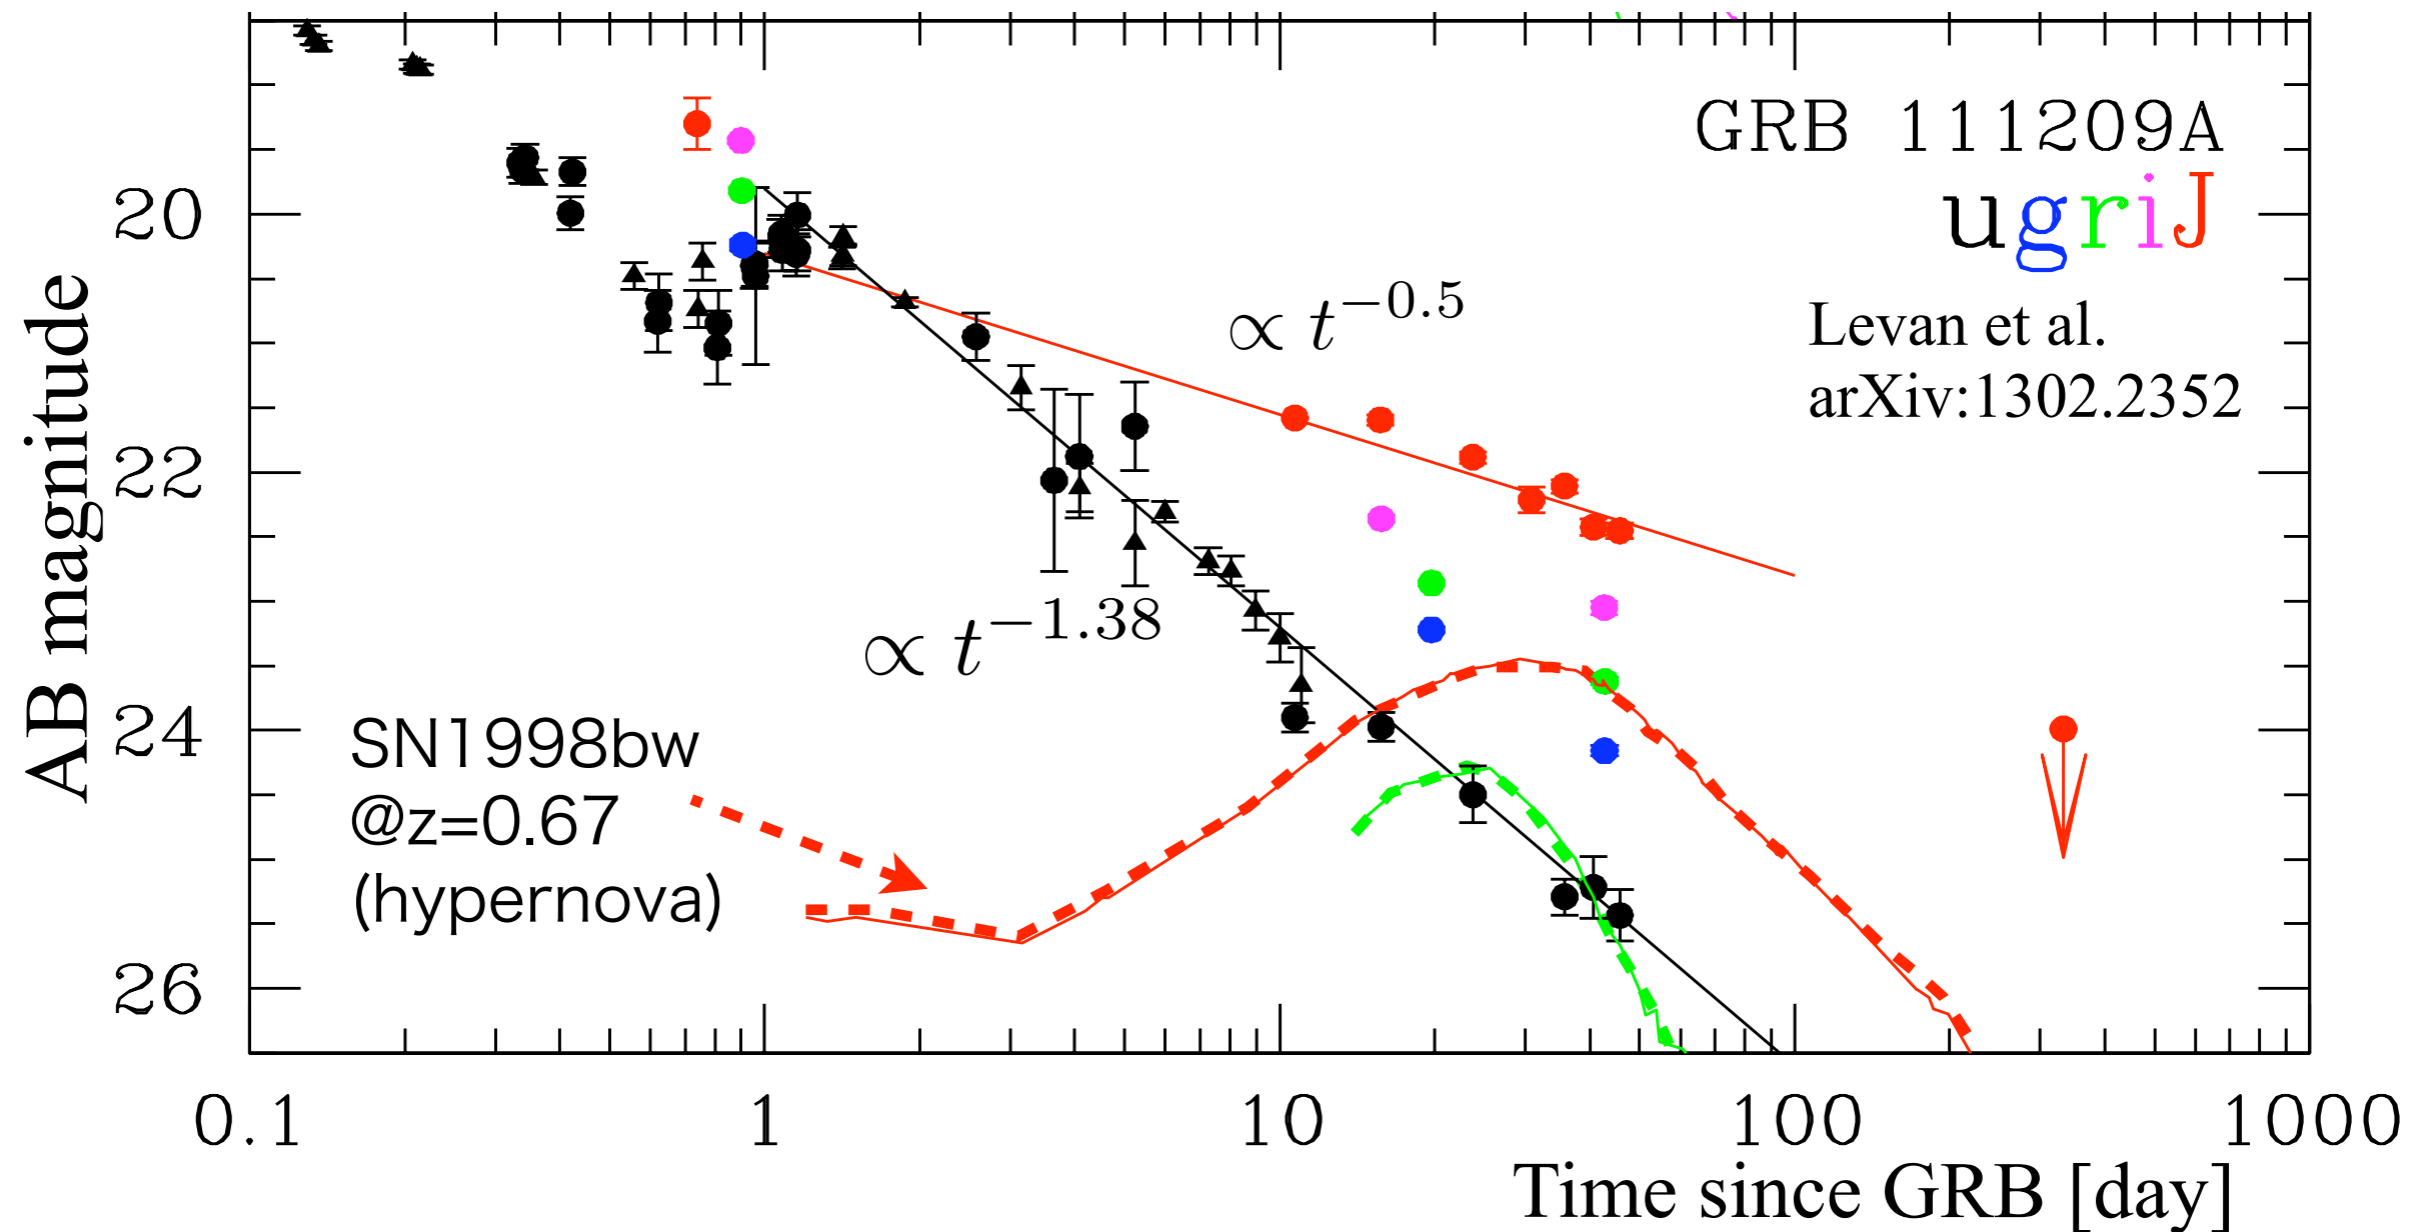 GRB 111209A
ugriJ
Levan et al.
arXiv:1302.2352
∝ t^{-0.5}
∝ t^{-1.38}
SN1998bw
@z=0.67
(hypernova)
AB magnitude
20
22
24
26
0.1 1 10 100 1000
Time since GRB [day]